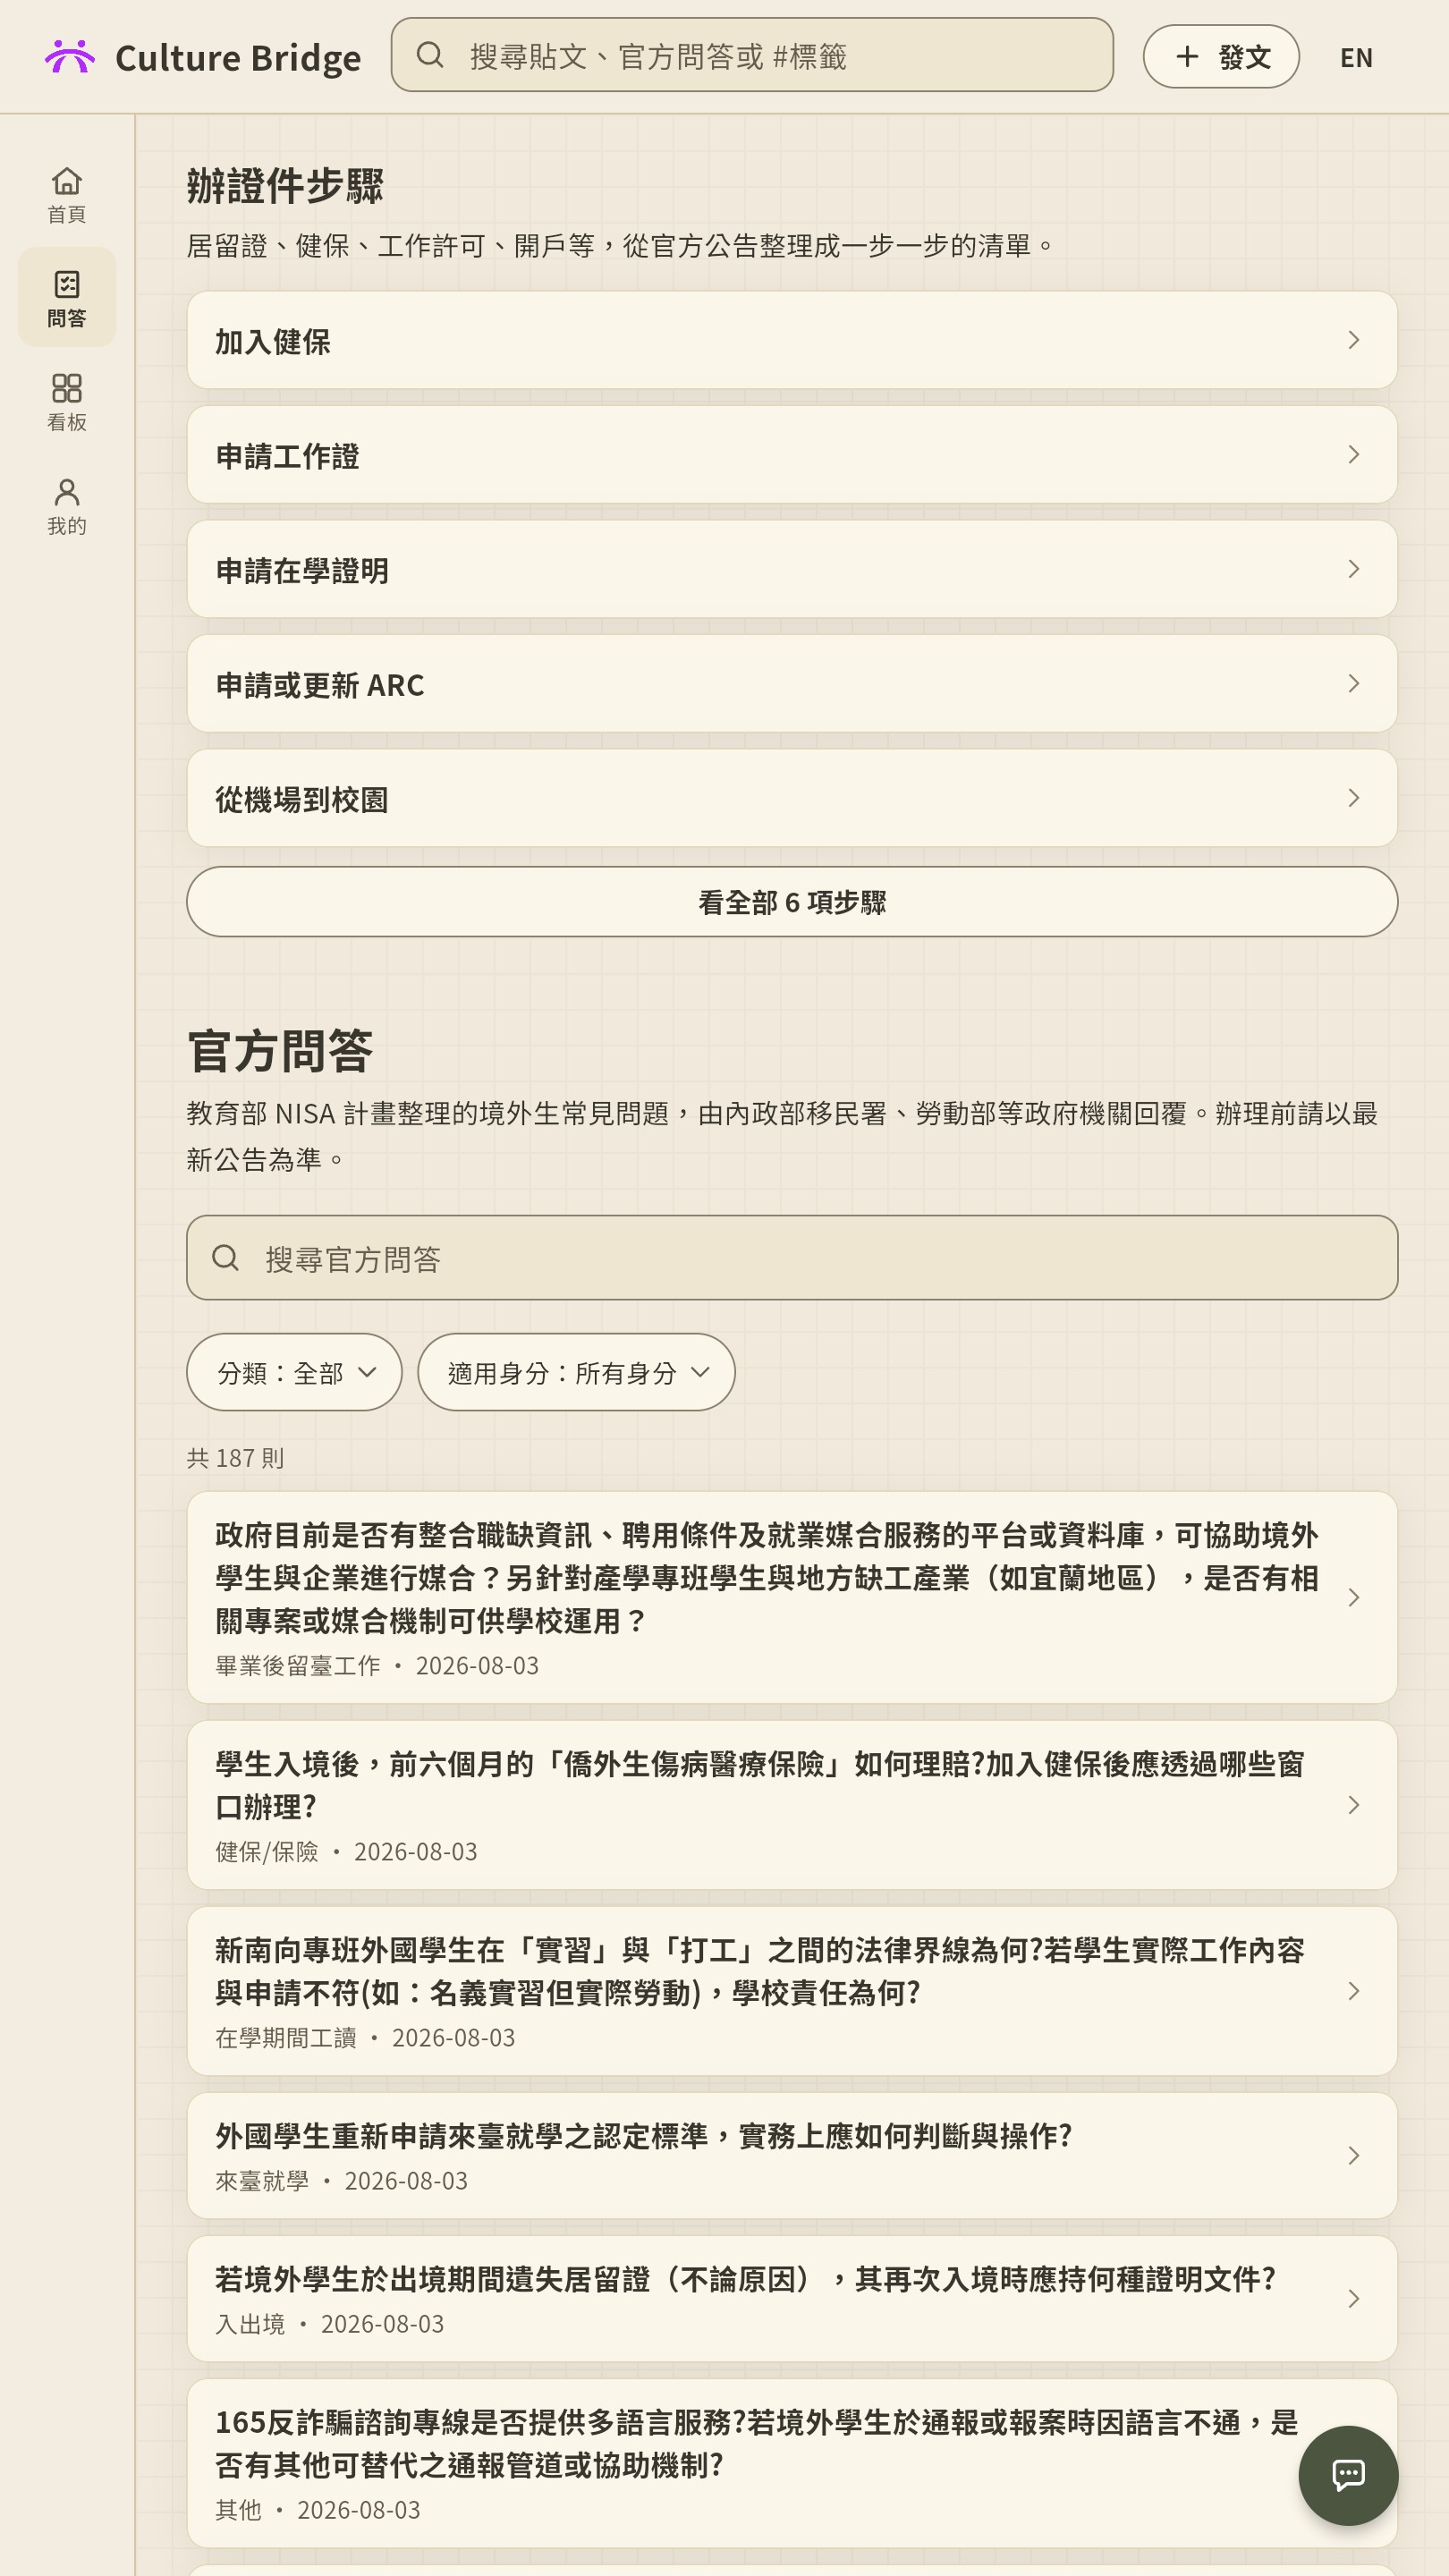 Culture Bridge
搜尋貼文、官方問答或 #標籤
發文
EN
首頁
問答
看板
我的
辦證件步驟
居留證、健保、工作許可、開戶等，從官方公告整理成一步一步的清單。
加入健保
申請工作證
申請在學證明
申請或更新 ARC
從機場到校園
看全部 6 項步驟
官方問答
教育部 NISA 計畫整理的境外生常見問題，由內政部移民署、勞動部等政府機關回覆。辦理前請以最
新公告為準。
搜尋官方問答
分類：全部
適用身分：所有身分
共 187 則
政府目前是否有整合職缺資訊、聘用條件及就業媒合服務的平台或資料庫，可協助境外
學生與企業進行媒合？另針對產學專班學生與地方缺工產業（如宜蘭地區），是否有相
關專案或媒合機制可供學校運用？
畢業後留臺工作 · 2026-08-03
學生入境後，前六個月的「僑外生傷病醫療保險」如何理賠?加入健保後應透過哪些窗
口辦理?
健保/保險 · 2026-08-03
新南向專班外國學生在「實習」與「打工」之間的法律界線為何?若學生實際工作內容
與申請不符(如：名義實習但實際勞動)，學校責任為何?
在學期間工讀 · 2026-08-03
外國學生重新申請來臺就學之認定標準，實務上應如何判斷與操作?
來臺就學 · 2026-08-03
若境外學生於出境期間遺失居留證（不論原因），其再次入境時應持何種證明文件?
入出境 · 2026-08-03
165反詐騙諮詢專線是否提供多語言服務?若境外學生於通報或報案時因語言不通，是
否有其他可替代之通報管道或協助機制?
其他 · 2026-08-03